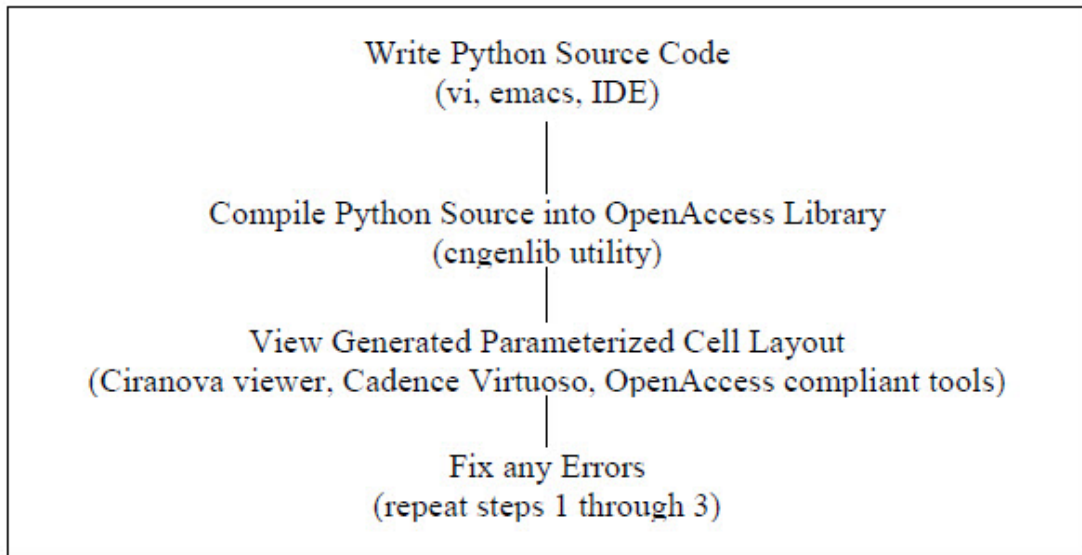 Write Python Source Code
(vi, emacs, IDE)
Compile Python Source into OpenAccess Library
(cngenlib utility)
View Generated Parameterized Cell Layout
(Ciranova viewer, Cadence Virtuoso, OpenAccess compliant tools)
Fix any Errors
(repeat steps 1 through 3)